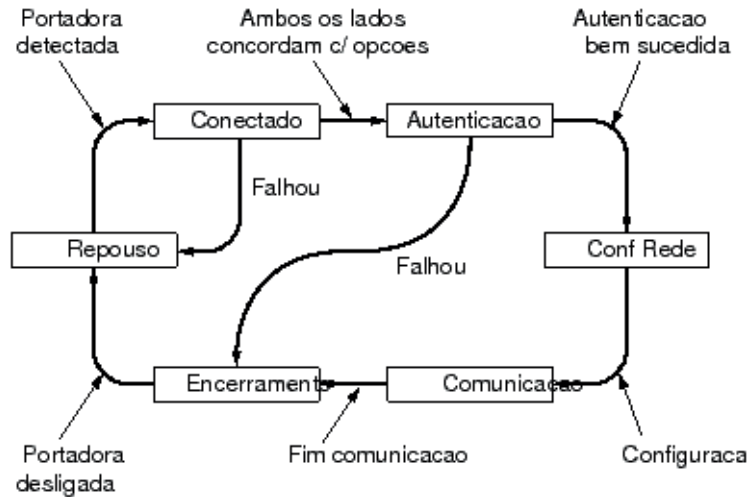 Portadora
detectada
Ambos os lados
concordam c/ opcoes
Autenticacao
bem sucedida
Conectado
Autenticacao
Falhou
Repouso
Conf Rede
Falhou
Encerramento
Comunicacao
Portadora
desligada
Fim comunicacao
Configuraca